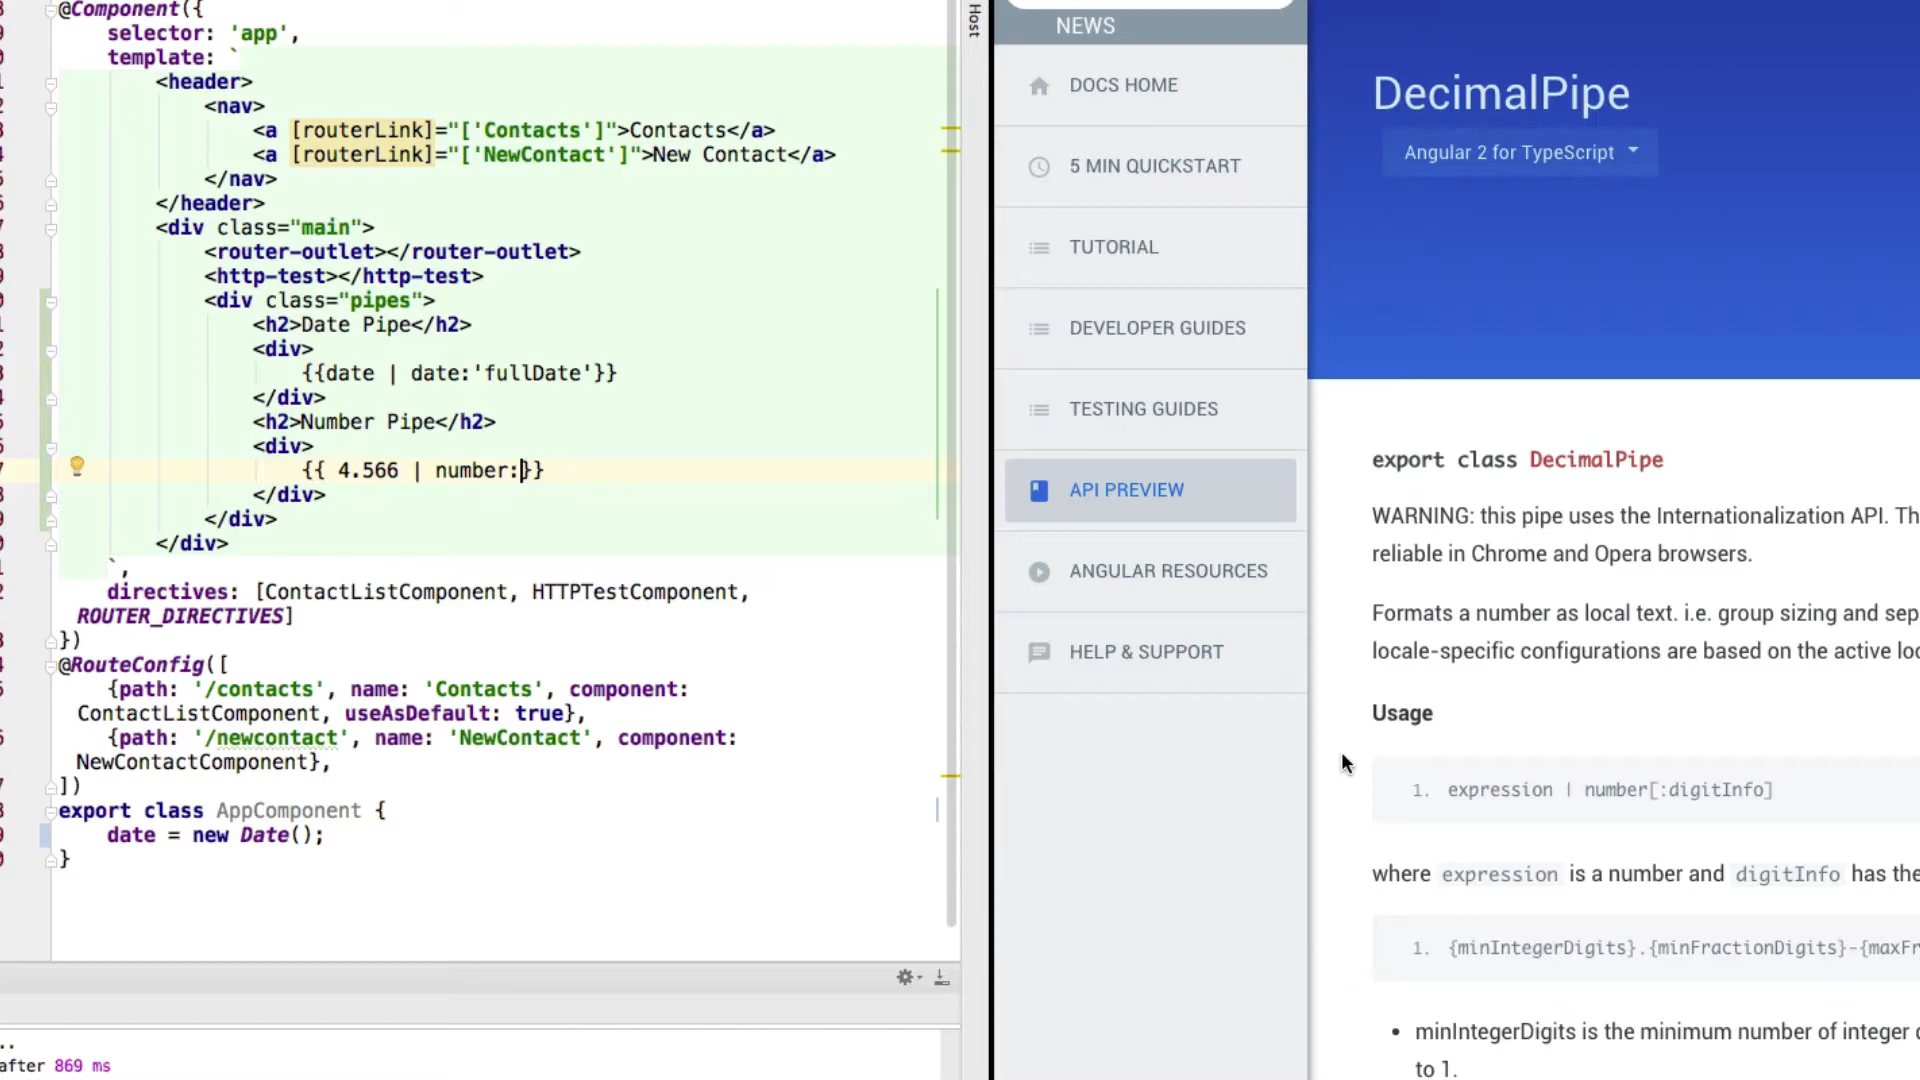 @Component({
selector: 'app',
template: `
<header>
<nav>
<a [routerLink]="['Contacts']">Contacts</a>
<a [routerLink]="['NewContact']">New Contact</a>
</nav>
</header>
<div class="main">
<router-outlet></router-outlet>
<http-test></http-test>
<div class="pipes">
<h2>Date Pipe</h2>
<div>
{{date | date:'fullDate'}}
</div>
<h2>Number Pipe</h2>
<div>
{{ 4.566 | number:}}
</div>
</div>
</div>
`,
directives: [ContactListComponent, HTTPTestComponent,
ROUTER_DIRECTIVES]
})
@RouteConfig([
{path: '/contacts', name: 'Contacts', component:
ContactListComponent, useAsDefault: true},
{path: '/newcontact', name: 'NewContact', component:
NewContactComponent},
])
export class AppComponent {
date = new Date();
}
..
after 869 ms
Host
NEWS
DOCS HOME
5 MIN QUICKSTART
TUTORIAL
DEVELOPER GUIDES
TESTING GUIDES
API PREVIEW
ANGULAR RESOURCES
HELP & SUPPORT
DecimalPipe
Angular 2 for TypeScript
export class DecimalPipe
WARNING: this pipe uses the Internationalization API. Th
reliable in Chrome and Opera browsers.
Formats a number as local text. i.e. group sizing and sep
locale-specific configurations are based on the active loc
Usage
1. expression | number[:digitInfo]
where expression is a number and digitInfo has the
1. {minIntegerDigits}.{minFractionDigits}-{maxFr
• minIntegerDigits is the minimum number of integer
to 1.